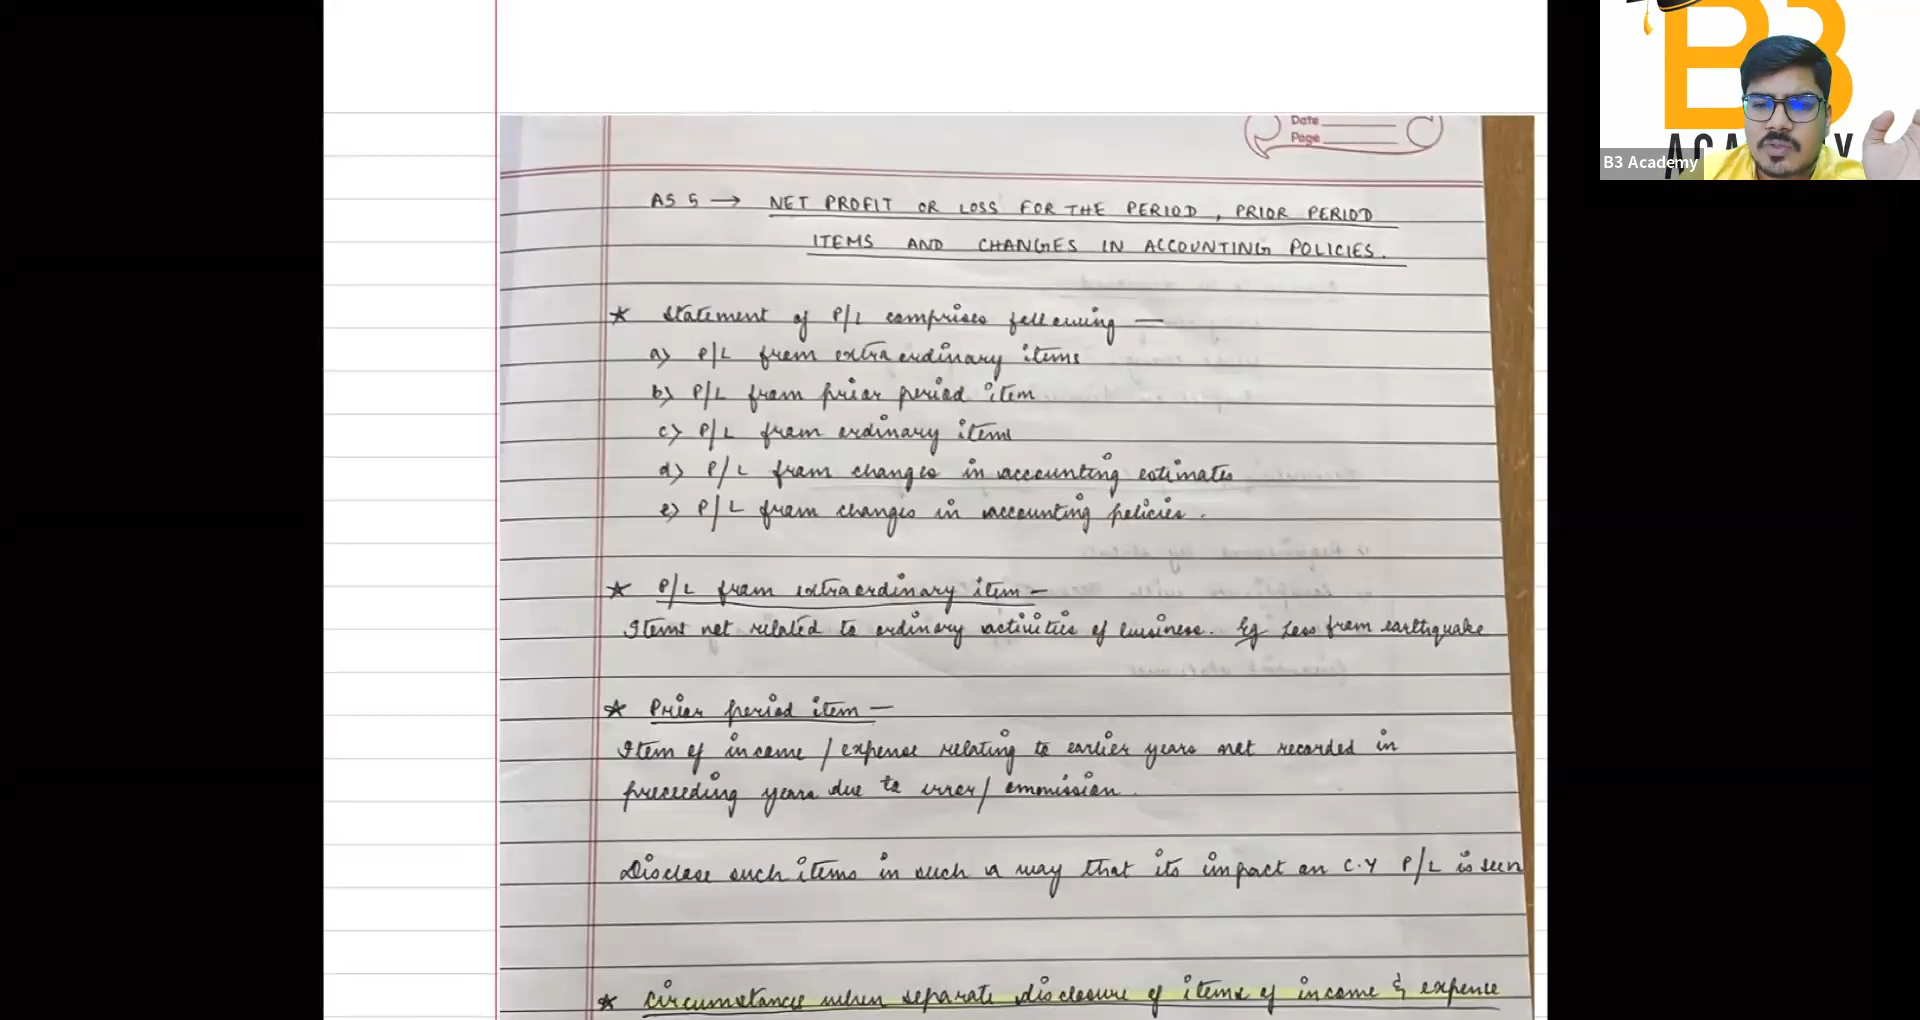 Date
Page
AS 5 → NET PROFIT OR LOSS FOR THE PERIOD, PRIOR PERIOD
ITEMS AND CHANGES IN ACCOUNTING POLICIES.
* Statement of P/L comprises following —
a) P/L from extraordinary items
b) P/L from prior period item
c) P/L from ordinary items
d) P/L from changes in accounting estimates
e) P/L from changes in accounting policies.
* P/L from extraordinary item —
Items not related to ordinary activities of business. Eg Loss from earthquake
* Prior period item —
Item of income / expense relating to earlier years not recorded in
preceeding years due to error / ommission.
Disclose such items in such a way that its impact on C.Y P/L is seen
* Circumstances when separate disclosure of items of income & expence
B3
ACA Y
B3 Academy